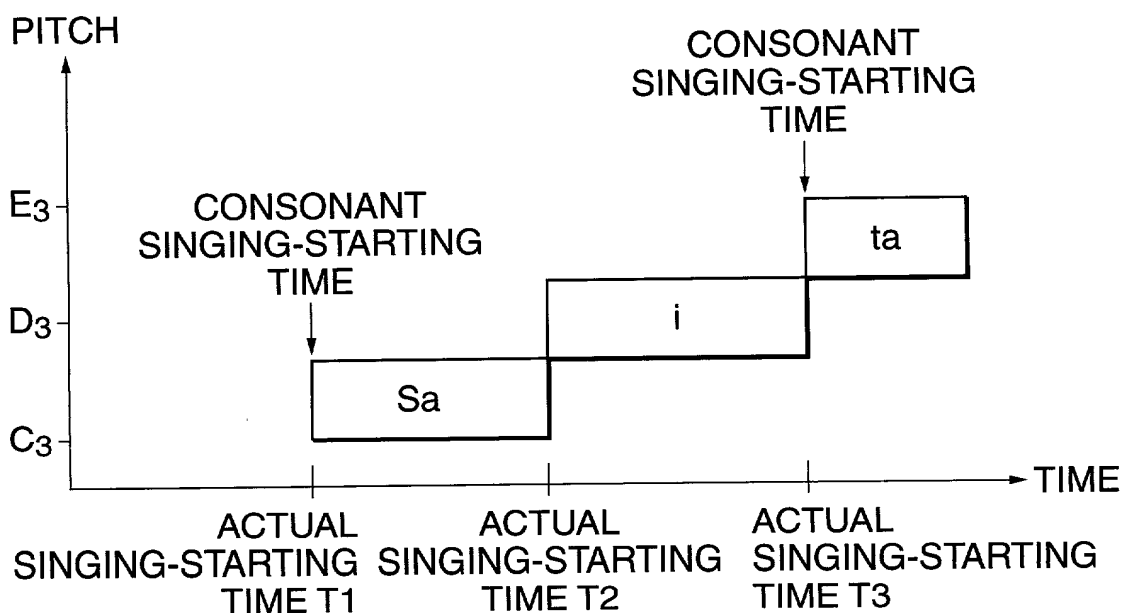 PITCH
CONSONANT
SINGING-STARTING
TIME
E3
CONSONANT
SINGING-STARTING
TIME
ta
D3
i
Sa
C3
TIME
ACTUAL
SINGING-STARTING
TIME T1
ACTUAL
SINGING-STARTING
TIME T2
ACTUAL
SINGING-STARTING
TIME T3